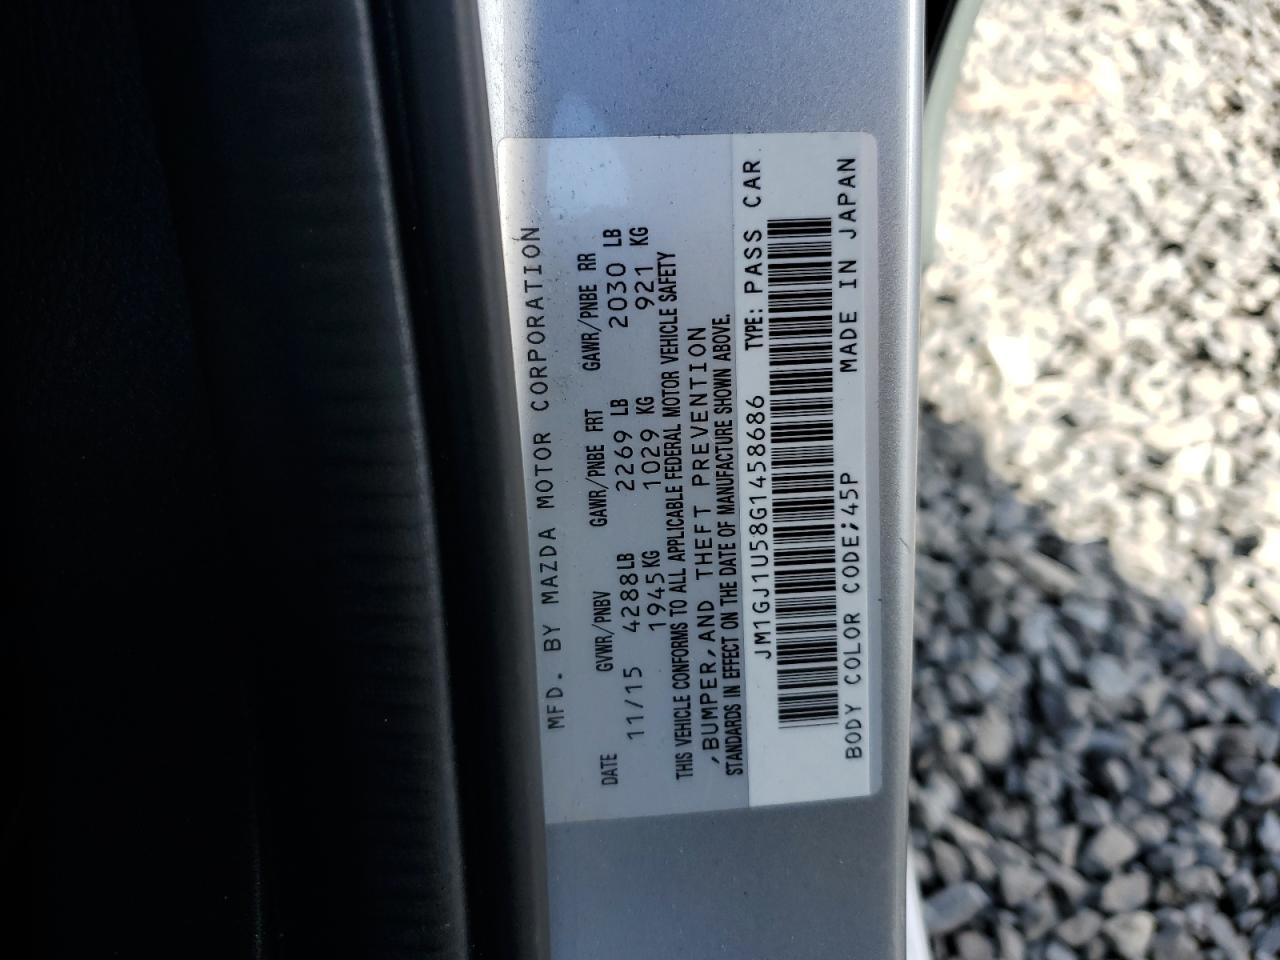 MFD. BY MAZDA MOTOR CORPORATION
DATE GVWR/PNBV GAWR/PNBE FRT GAWR/PNBE RR
11/15 4288LB 2269 LB 2030 LB
1945KG 1029 KG 921 KG
THIS VEHICLE CONFORMS TO ALL APPLICABLE FEDERAL MOTOR VEHICLE SAFETY
,BUMPER,AND THEFT PREVENTION
STANDARDS IN EFFECT ON THE DATE OF MANUFACTURE SHOWN ABOVE.
JM1GJ1U58G1458686 TYPE: PASS CAR
BODY COLOR CODE;45P MADE IN JAPAN